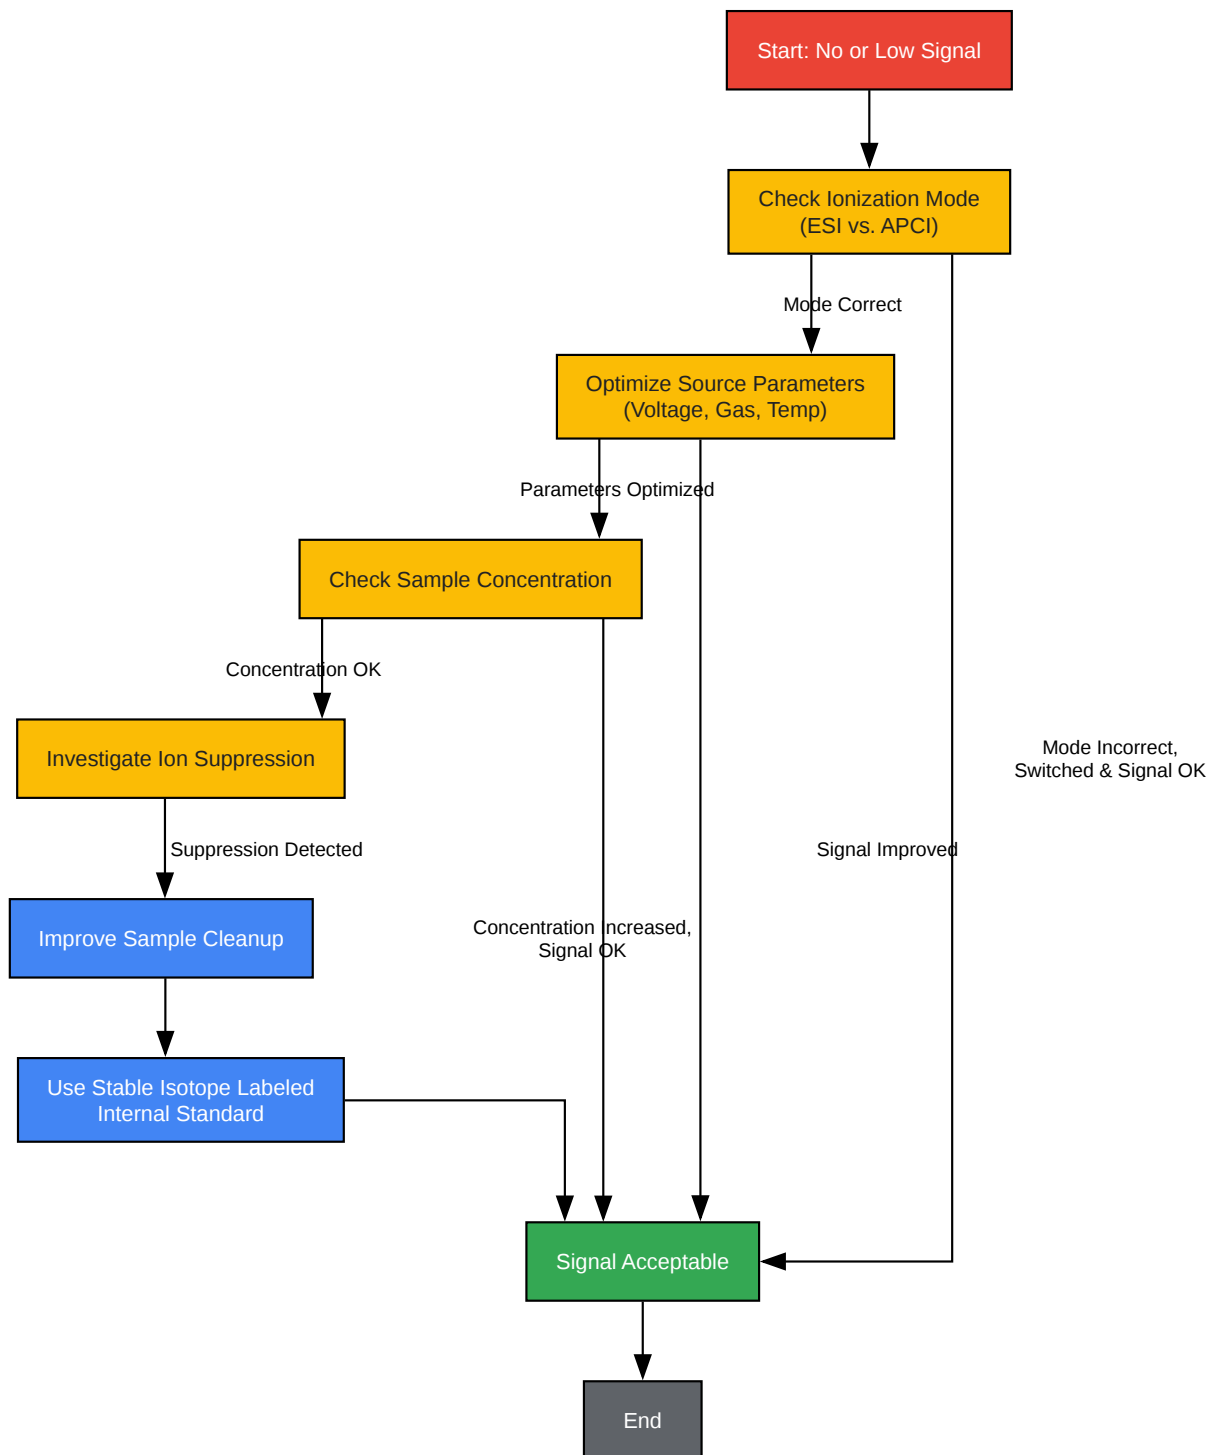 Start: No or Low Signal
Check Ionization Mode
(ESI vs. APCI)
Mode Correct
Optimize Source Parameters
(Voltage, Gas, Temp)
Parameters Optimized
Check Sample Concentration
Concentration OK
Investigate Ion Suppression
Mode Incorrect,
Switched & Signal OK
Suppression Detected
Signal Improved
Improve Sample Cleanup
Concentration Increased,
Signal OK
Use Stable Isotope Labeled
Internal Standard
Signal Acceptable
End